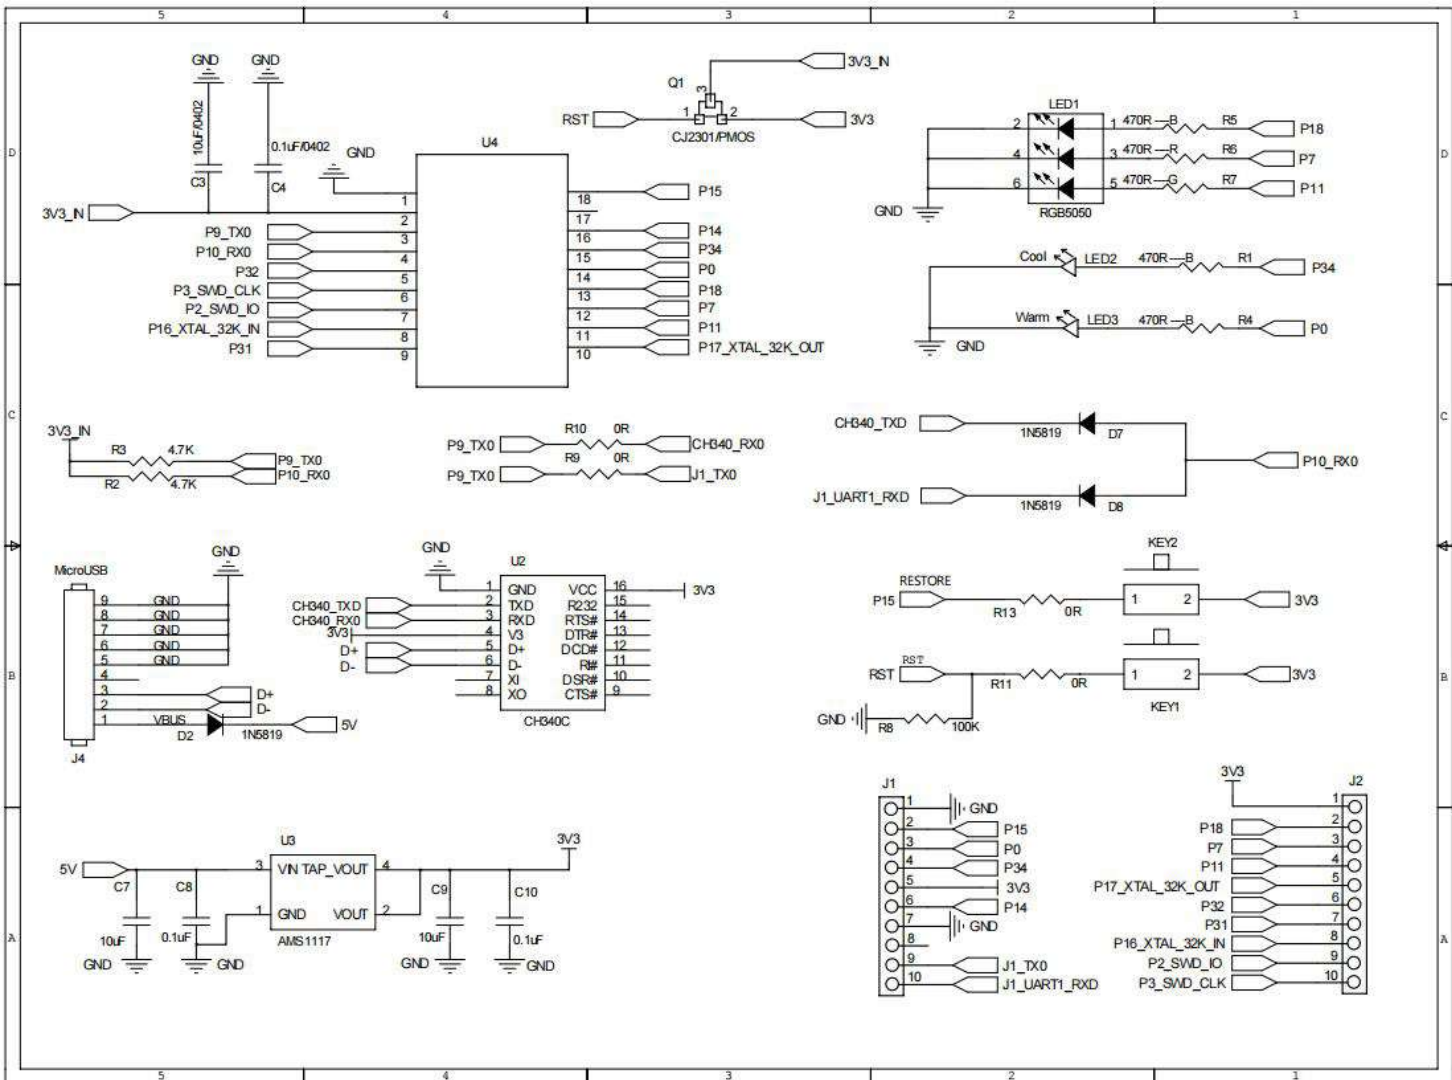 5 4 3 2 1
D
GND GND
10uF/0402
0.1uF/0402
C3
C4
GND
U4
3V3_IN
P9_TX0
P10_RX0
P32
P3_SWD_CLK
P2_SWD_IO
P16_XTAL_32K_IN
P31
1
2
3
4
5
6
7
8
9
18
17
16
15
14
13
12
11
10
P15
P14
P34
P0
P18
P7
P11
P17_XTAL_32K_OUT
3V3_IN
Q1
3
RST
1
2
3V3
CJ2301/PMOS
LED1
2 1 470R—B R5 P18
4 3 470R—R R6 P7
6 5 470R—G R7 P11
GND
RGB5050
Cool LED2 470R—B R1 P34
Warm LED3 470R—B R4 P0
GND
D
C
3V3_IN
R3 4.7K P9_TX0
R2 4.7K P10_RX0
R10 0R
P9_TX0 CH340_RX0
R9 0R
P9_TX0 J1_TX0
CH340_TXD
1N5819 D7
P10_RX0
J1_UART1_RXD
1N5819 D8
C
MicroUSB
GND
9 GND
8 GND
7 GND
6 GND
5 GND
4
3 D+
2 D-
1 VBUS 5V
D2 1N5819
J4
GND
U2
CH340_TXD
CH340_RX0
3V3
D+
D-
1 GND VCC 16 3V3
2 TXD R232 15
3 RXD RTS# 14
4 V3 DTR# 13
5 D+ DCD# 12
6 D- RI# 11
7 XI DSR# 10
8 XO CTS# 9
CH340C
KEY2
RESTORE
P15
R13 0R
1 2
3V3
RST
RST
R11 0R
1 2
3V3
KEY1
GND
R8 100K
B
B
U3
5V
C7
C8
10uF
0.1uF
GND GND
3 VIN TAP_VOUT 4
1 GND VOUT 2
AMS1117
3V3
C9
C10
10uF
0.1uF
GND GND
J1
1 GND
2 P15
3 P0
4 P34
5 3V3
6 P14
7 GND
8
9 J1_TX0
10 J1_UART1_RXD
3V3
J2
1
P18 2
P7 3
P11 4
P17_XTAL_32K_OUT 5
P32 6
P31 7
P16_XTAL_32K_IN 8
P2_SWD_IO 9
P3_SWD_CLK 10
A
A
5 4 3 2 1